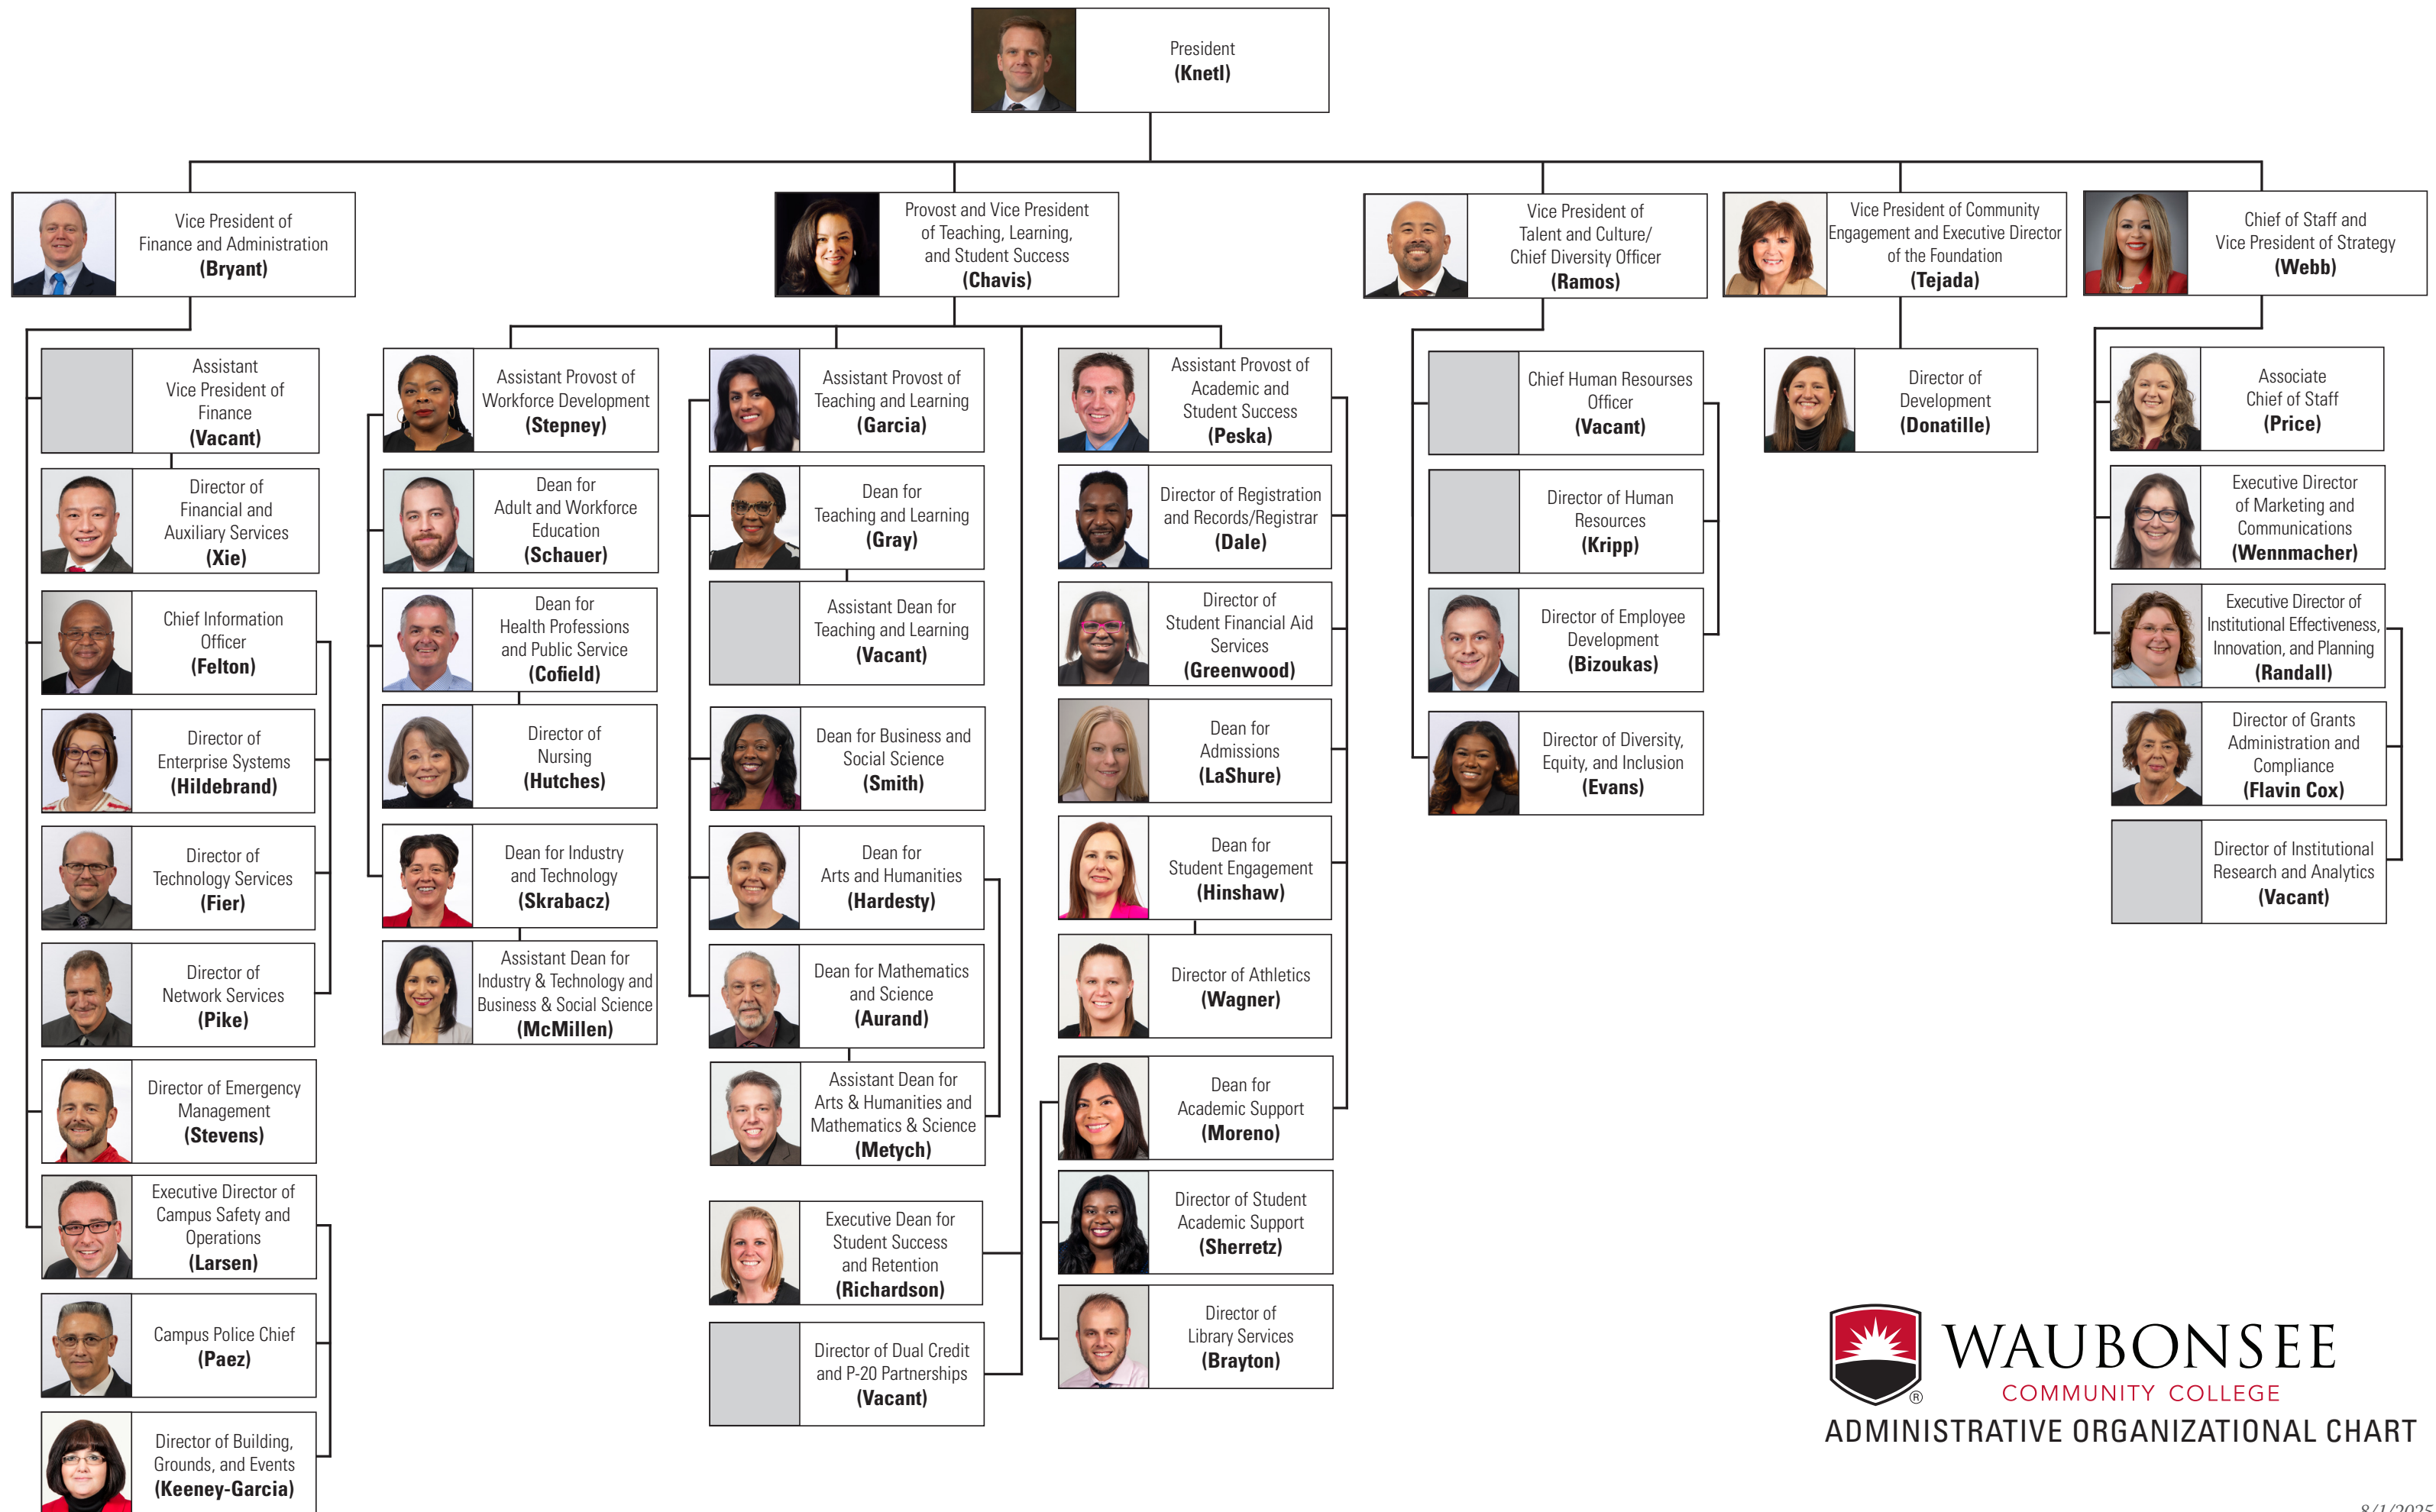 President
(Knetl)
Vice President of
Finance and Administration
(Bryant)
Provost and Vice President
of Teaching, Learning,
and Student Success
(Chavis)
Vice President of
Talent and Culture/
Chief Diversity Officer
(Ramos)
Vice President of Community
Engagement and Executive Director
of the Foundation
(Tejada)
Chief of Staff and
Vice President of Strategy
(Webb)
Assistant
Vice President of
Finance
(Vacant)
Director of
Financial and
Auxiliary Services
(Xie)
Chief Information
Officer
(Felton)
Director of
Enterprise Systems
(Hildebrand)
Director of
Technology Services
(Fier)
Director of
Network Services
(Pike)
Director of Emergency
Management
(Stevens)
Executive Director of
Campus Safety and
Operations
(Larsen)
Campus Police Chief
(Paez)
Director of Building,
Grounds, and Events
(Keeney-Garcia)
Assistant Provost of
Workforce Development
(Stepney)
Dean for
Adult and Workforce
Education
(Schauer)
Dean for
Health Professions
and Public Service
(Cofield)
Director of
Nursing
(Hutches)
Dean for Industry
and Technology
(Skrabacz)
Assistant Dean for
Industry & Technology and
Business & Social Science
(McMillen)
Assistant Provost of
Teaching and Learning
(Garcia)
Dean for
Teaching and Learning
(Gray)
Assistant Dean for
Teaching and Learning
(Vacant)
Dean for Business and
Social Science
(Smith)
Dean for
Arts and Humanities
(Hardesty)
Dean for Mathematics
and Science
(Aurand)
Assistant Dean for
Arts & Humanities and
Mathematics & Science
(Metych)
Executive Dean for
Student Success
and Retention
(Richardson)
Director of Dual Credit
and P-20 Partnerships
(Vacant)
Assistant Provost of
Academic and
Student Success
(Peska)
Director of Registration
and Records/Registrar
(Dale)
Director of
Student Financial Aid
Services
(Greenwood)
Dean for
Admissions
(LaShure)
Dean for
Student Engagement
(Hinshaw)
Director of Athletics
(Wagner)
Dean for
Academic Support
(Moreno)
Director of Student
Academic Support
(Sherretz)
Director of
Library Services
(Brayton)
Chief Human Resourses
Officer
(Vacant)
Director of Human
Resources
(Kripp)
Director of Employee
Development
(Bizoukas)
Director of Diversity,
Equity, and Inclusion
(Evans)
Director of
Development
(Donatille)
Associate
Chief of Staff
(Price)
Executive Director
of Marketing and
Communications
(Wennmacher)
Executive Director of
Institutional Effectiveness,
Innovation, and Planning
(Randall)
Director of Grants
Administration and
Compliance
(Flavin Cox)
Director of Institutional
Research and Analytics
(Vacant)
®
WAUBONSEE
COMMUNITY COLLEGE
ADMINISTRATIVE ORGANIZATIONAL CHART
8/1/2025